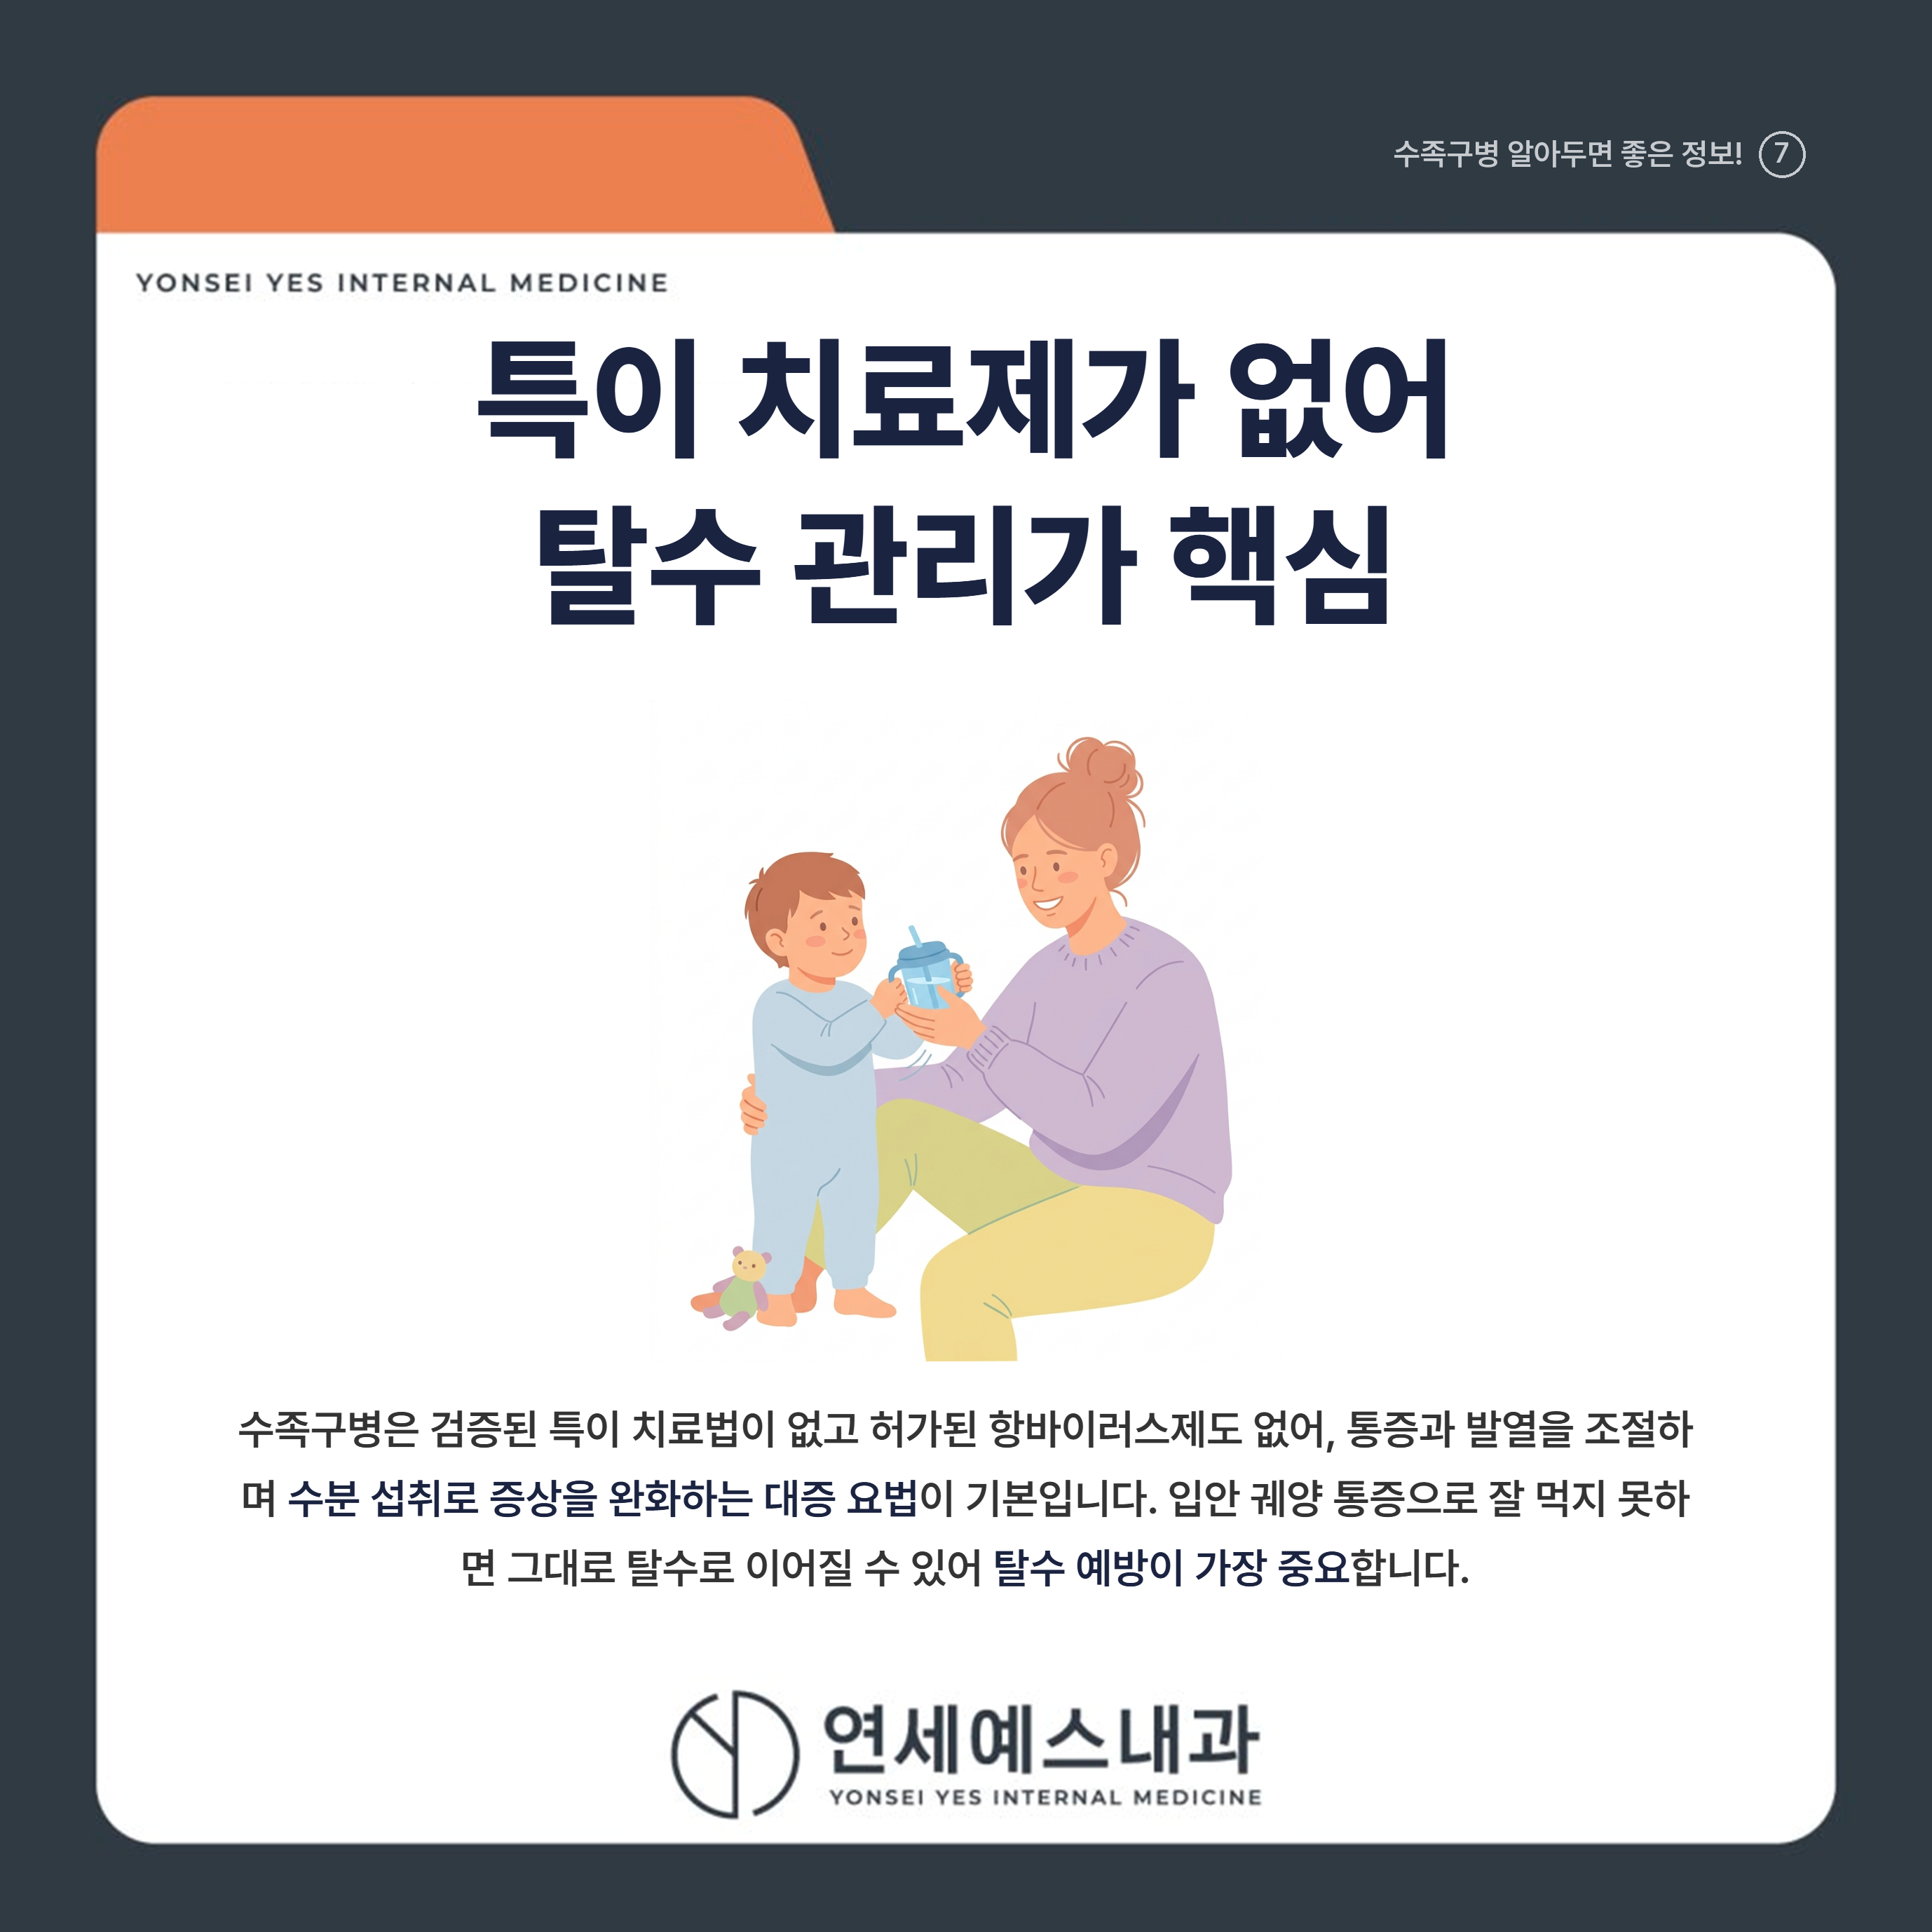 수족구병 알아두면 좋은 정보! 7
YONSEI YES INTERNAL MEDICINE
특이 치료제가 없어
탈수 관리가 핵심
수족구병은 검증된 특이 치료법이 없고 허가된 항바이러스제도 없어, 통증과 발열을 조절하
며 수분 섭취로 증상을 완화하는 대증 요법이 기본입니다. 입안 궤양 통증으로 잘 먹지 못하
면 그대로 탈수로 이어질 수 있어 탈수 예방이 가장 중요합니다.
연세예스내과
YONSEI YES INTERNAL MEDICINE